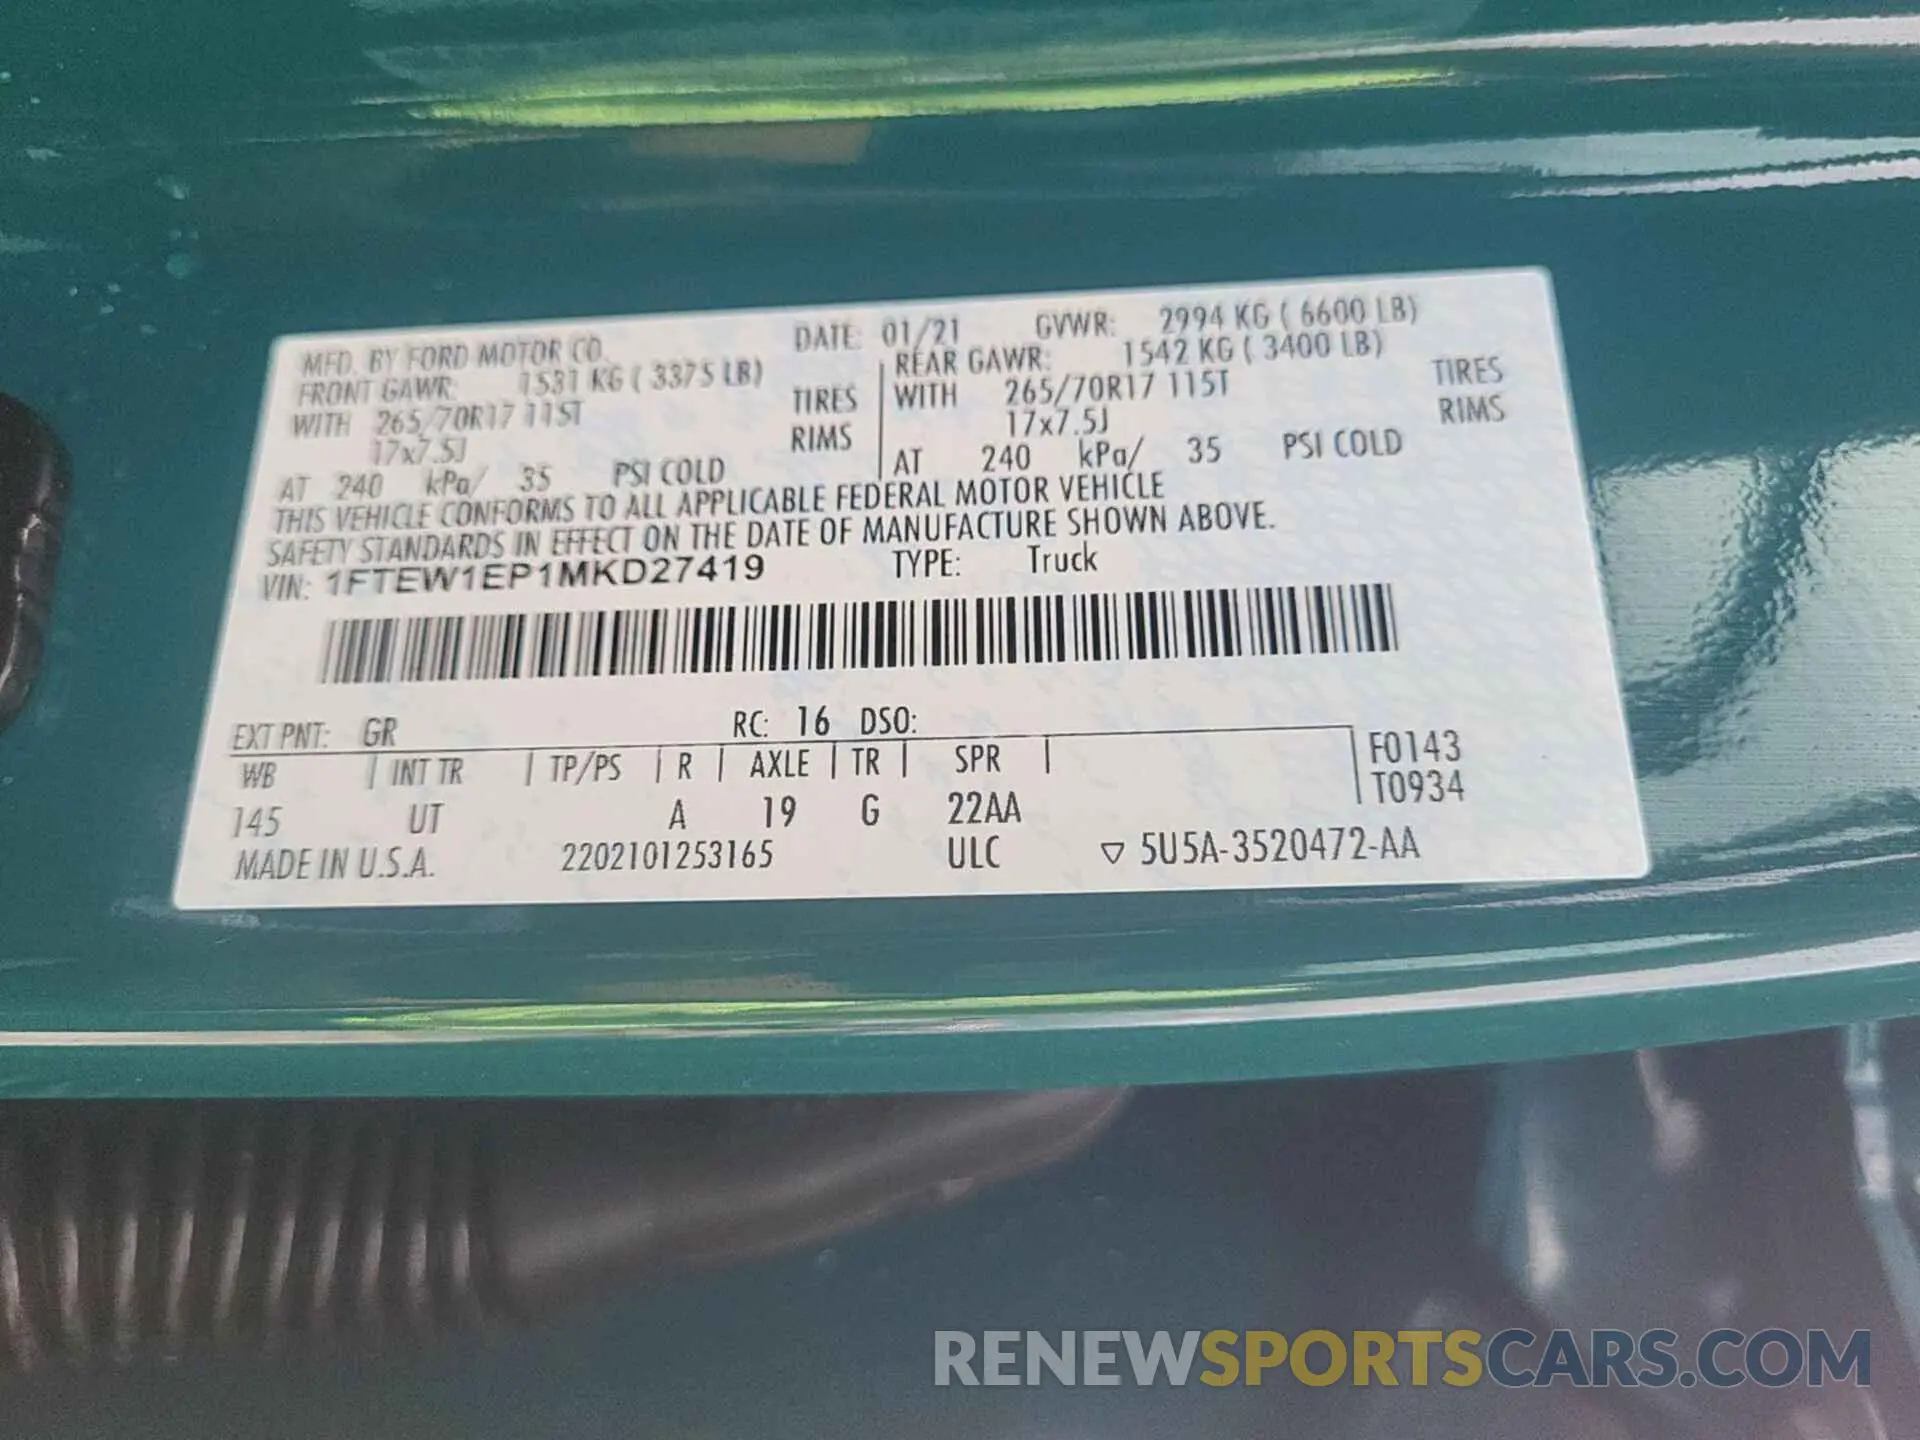 MFD. BY FORD MOTOR CO. DATE: 01/21 GVWR: 2994 KG ( 6600 LB)
FRONT GAWR: 1531 KG ( 3375 LB) REAR GAWR: 1542 KG ( 3400 LB)
WITH 265/70R17 115T TIRES WITH 265/70R17 115T TIRES
17x7.5J RIMS 17x7.5J RIMS
AT 240 kPa/ 35 PSI COLD AT 240 kPa/ 35 PSI COLD
THIS VEHICLE CONFORMS TO ALL APPLICABLE FEDERAL MOTOR VEHICLE
SAFETY STANDARDS IN EFFECT ON THE DATE OF MANUFACTURE SHOWN ABOVE.
VIN: 1FTEW1EP1MKD27419 TYPE: Truck
EXT PNT: GR RC: 16 DSO:
WB INT TR TP/PS R AXLE TR SPR F0143
T0934
145 UT A 19 G 22AA
MADE IN U.S.A. 2202101253165 ULC ▽ 5U5A-3520472-AA
RENEWSPORTSCARS.COM